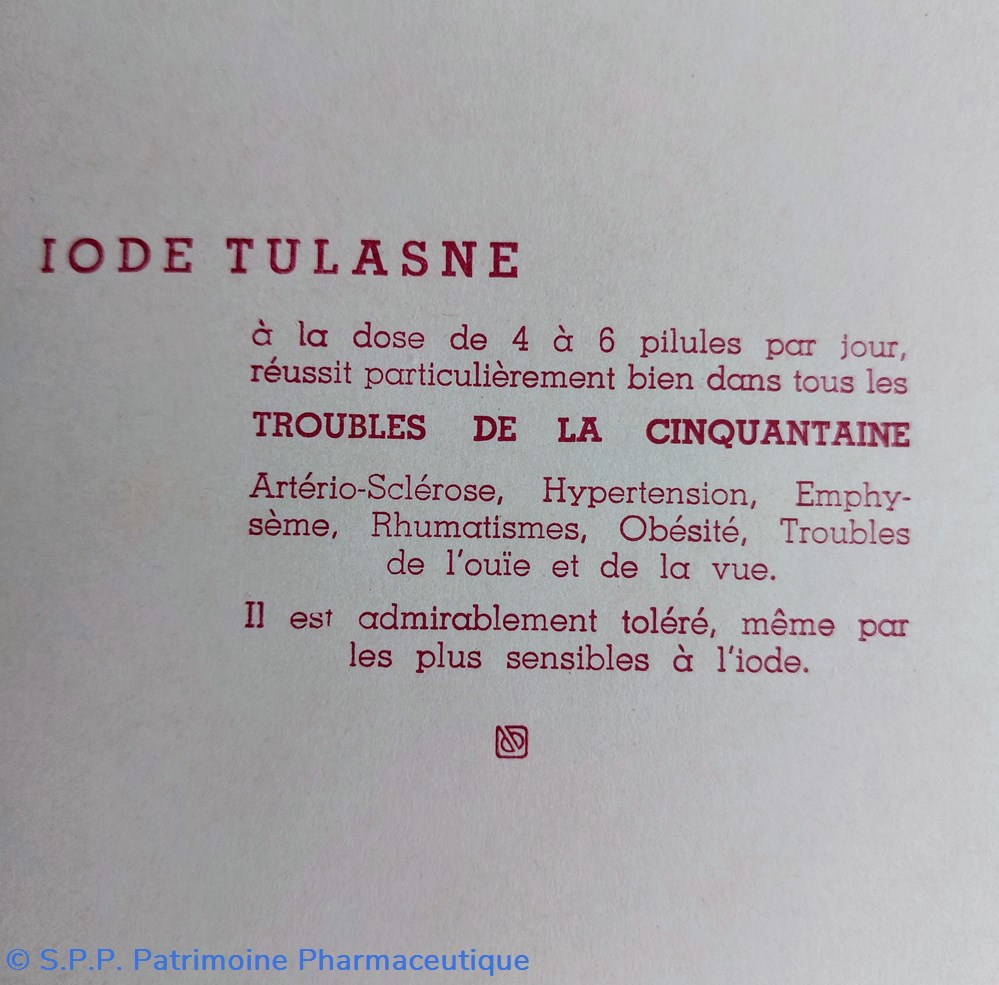 IODE TULASNE
à la dose de 4 à 6 pilules par jour,
réussit particulièrement bien dans tous les
TROUBLES DE LA CINQUANTAINE
Artério-Sclérose, Hypertension, Emphy-
sème, Rhumatismes, Obésité, Troubles
de l'ouïe et de la vue.
Il est admirablement toléré, même par
les plus sensibles à l'iode.
© S.P.P. Patrimoine Pharmaceutique